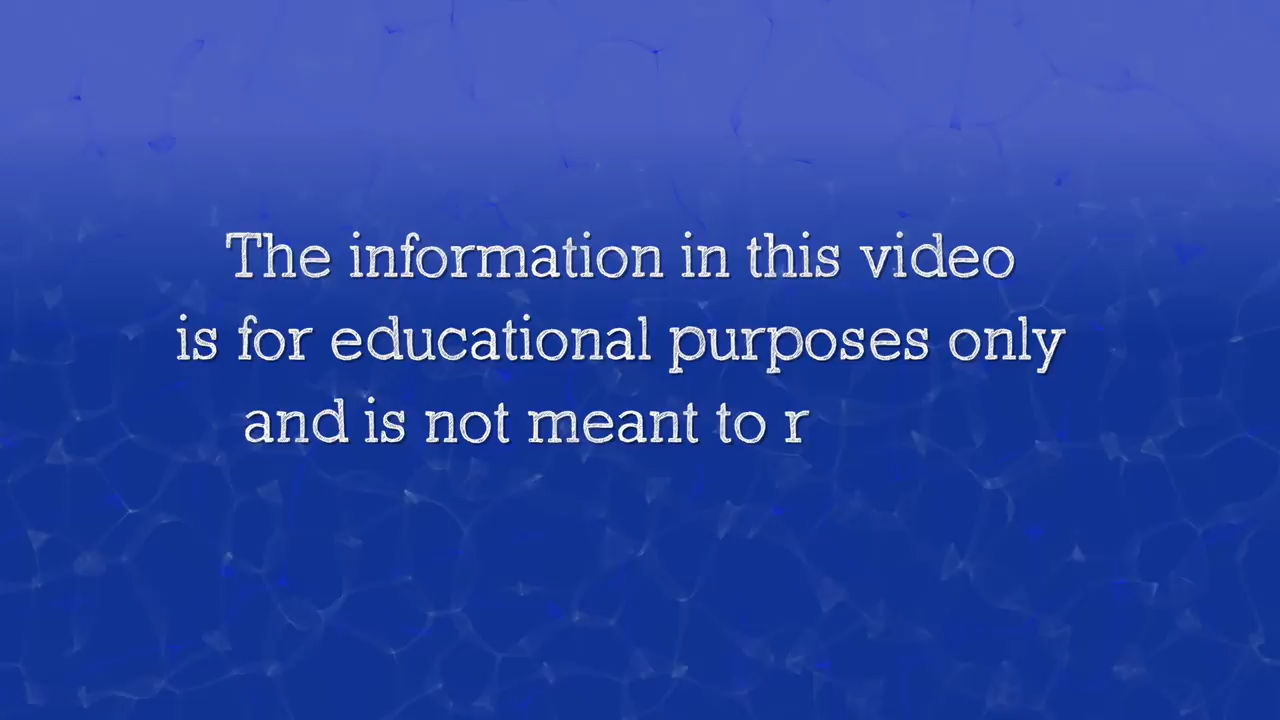 The information in this video
is for educational purposes only
and is not meant to r